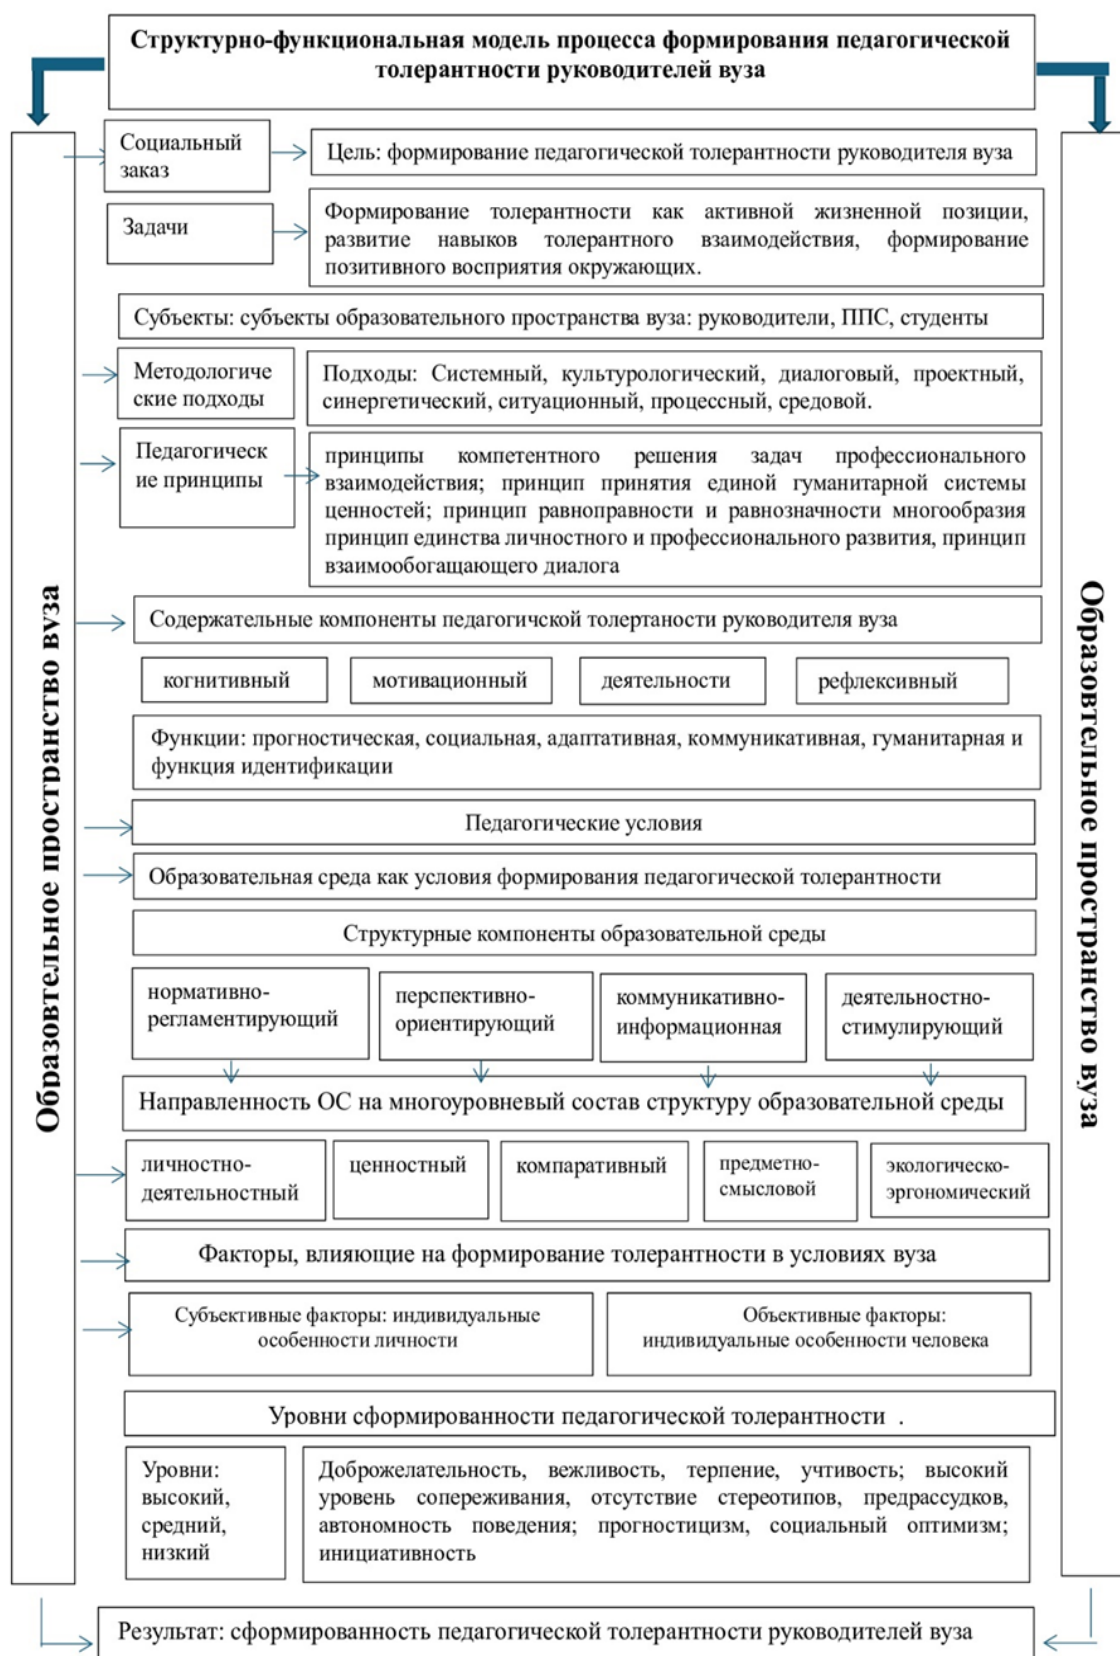 Структурно-функциональная модель процесса формирования педагогической
толерантности руководителей вуза
Образовтельное пространство вуза
Социальный
заказ
Цель: формирование педагогической толерантности руководителя вуза
Задачи
Формирование толерантности как активной жизненной позиции,
развитие навыков толерантного взаимодействия, формирование
позитивного восприятия окружающих.
Субъекты: субъекты образовательного пространства вуза: руководители, ППС, студенты
Методологиче
ские подходы
Подходы: Системный, культурологический, диалоговый, проектный,
синергетический, ситуационный, процессный, средовой.
Педагогическ
ие принципы
принципы компетентного решения задач профессионального
взаимодействия; принцип принятия единой гуманитарной системы
ценностей; принцип равноправности и равнозначности многообразия
принцип единства личностного и профессионального развития, принцип
взаимообогащающего диалога
Содержательные компоненты педагогичской толертаности руководителя вуза
когнитивный
мотивационный
деятельности
рефлексивный
Функции: прогностическая, социальная, адаптативная, коммуникативная, гуманитарная и
функция идентификации
Педагогические условия
Образовательная среда как условия формирования педагогической толерантности
Структурные компоненты образовательной среды
нормативно-
регламентирующий
перспективно-
ориентирующий
коммуникативно-
информационная
деятельностно-
стимулирующий
Направленность ОС на многоуровневый состав структуру образовательной среды
личностно-
деятельностный
ценностный
компаративный
предметно-
смысловой
экологическо-
эргономический
Факторы, влияющие на формирование толерантности в условиях вуза
Субъективные факторы: индивидуальные
особенности личности
Объективные факторы:
индивидуальные особенности человека
Уровни сформированности педагогической толерантности .
Уровни:
высокий,
средний,
низкий
Доброжелательность, вежливость, терпение, учтивость; высокий
уровень сопереживания, отсутствие стереотипов, предрассудков,
автономность поведения; прогностицизм, социальный оптимизм;
инициативность
Образовтельное пространство вуза
Результат: сформированность педагогической толерантности руководителей вуза